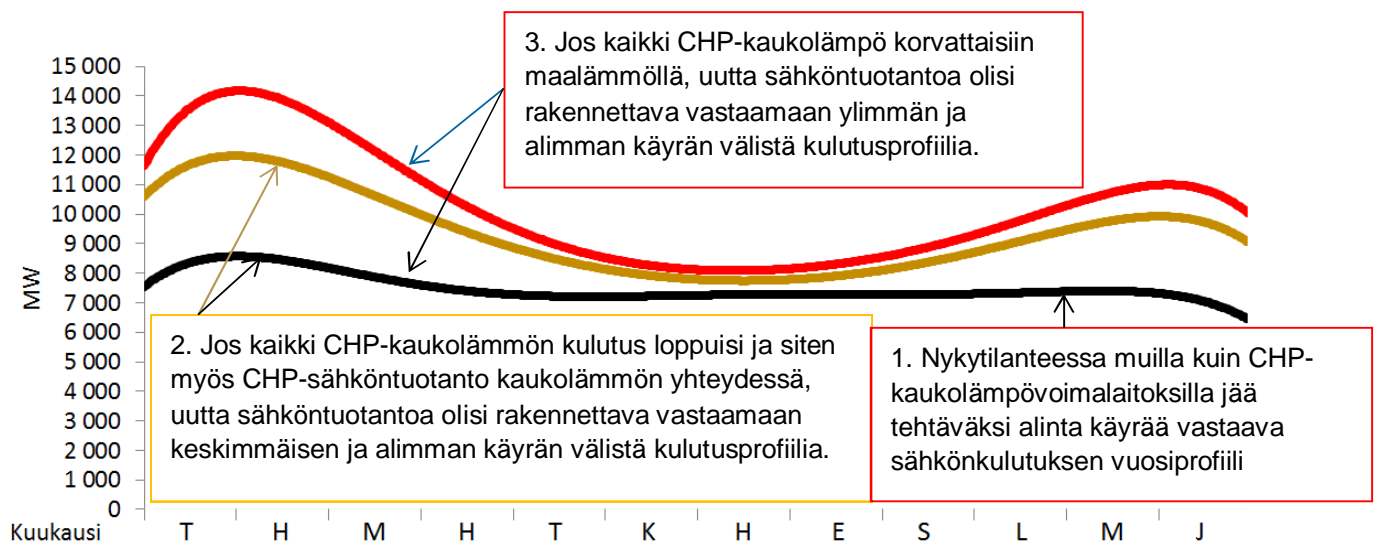 3. Jos kaikki CHP-kaukolämpö korvattaisiin
maalämmöllä, uutta sähköntuotantoa olisi
rakennettava vastaamaan ylimmän ja
alimman käyrän välistä kulutusprofiilia.
15 000
14 000
13 000
12 000
11 000
10 000
9 000
8 000
7 000
6 000
5 000
4 000
3 000
2 000
1 000
0
MW
2. Jos kaikki CHP-kaukolämmön kulutus loppuisi ja siten
myös CHP-sähköntuotanto kaukolämmön yhteydessä,
uutta sähköntuotantoa olisi rakennettava vastaamaan
keskimmäisen ja alimman käyrän välistä kulutusprofiilia.
1. Nykytilanteessa muilla kuin CHP-
kaukolämpövoimalaitoksilla jää
tehtäväksi alinta käyrää vastaava
sähkönkulutuksen vuosiprofiili
Kuukausi T H M H T K H E S L M J